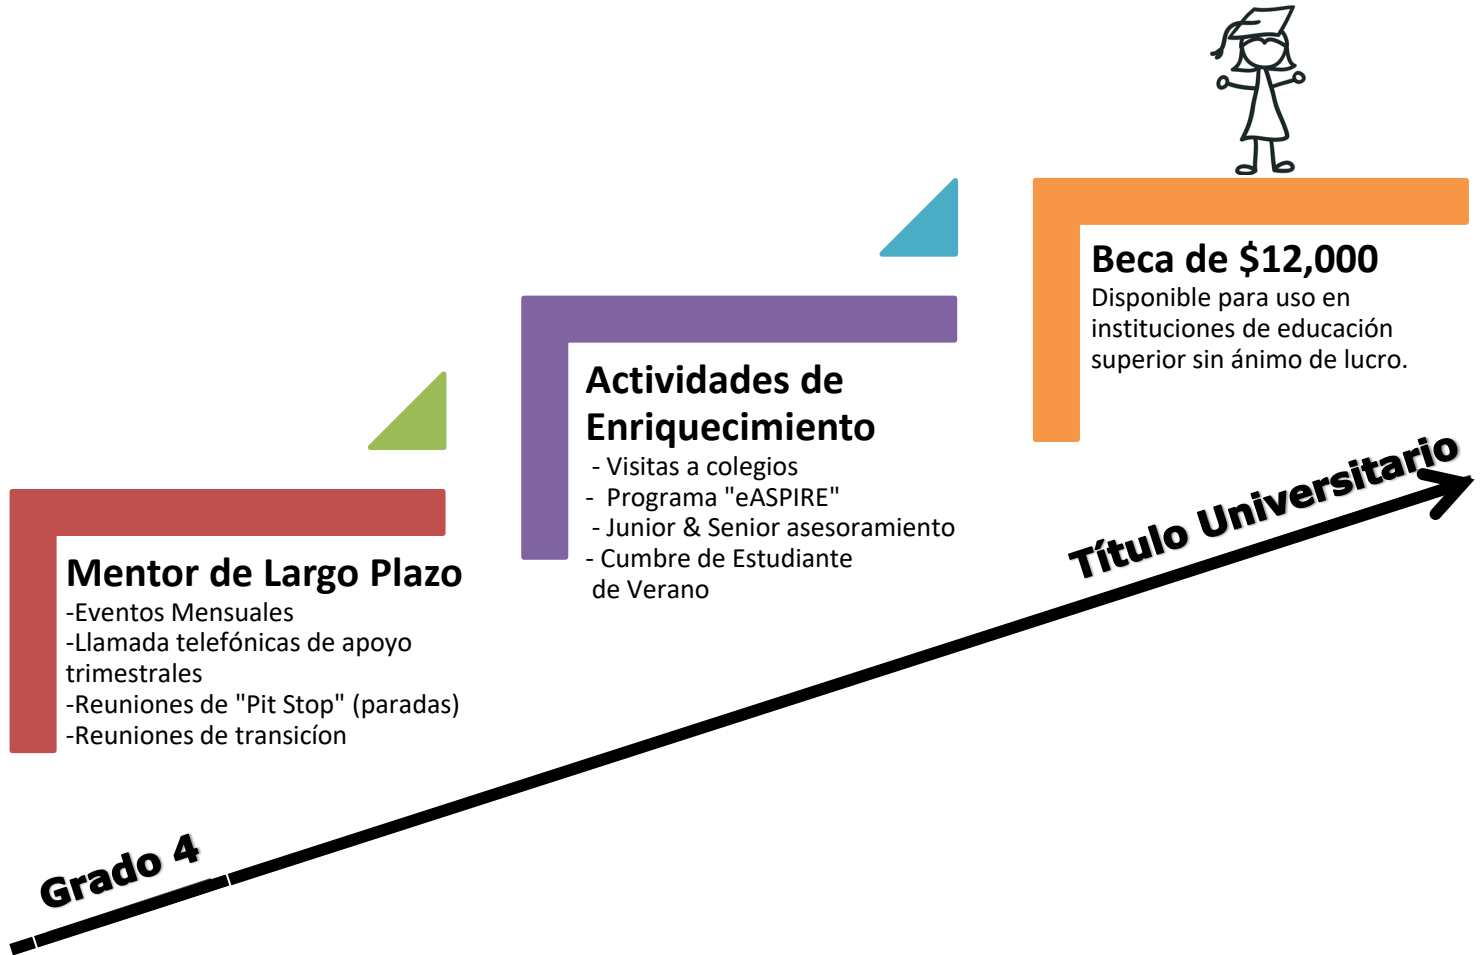 Beca de $12,000
Disponible para uso en
instituciones de educación
superior sin ánimo de lucro.
Actividades de
Enriquecimiento
- Visitas a colegios
- Programa "eASPIRE"
- Junior & Senior asesoramiento
- Cumbre de Estudiante
de Verano
Mentor de Largo Plazo
-Eventos Mensuales
-Llamada telefónicas de apoyo
trimestrales
-Reuniones de "Pit Stop" (paradas)
-Reuniones de transicíon
Título Universitario
Grado 4